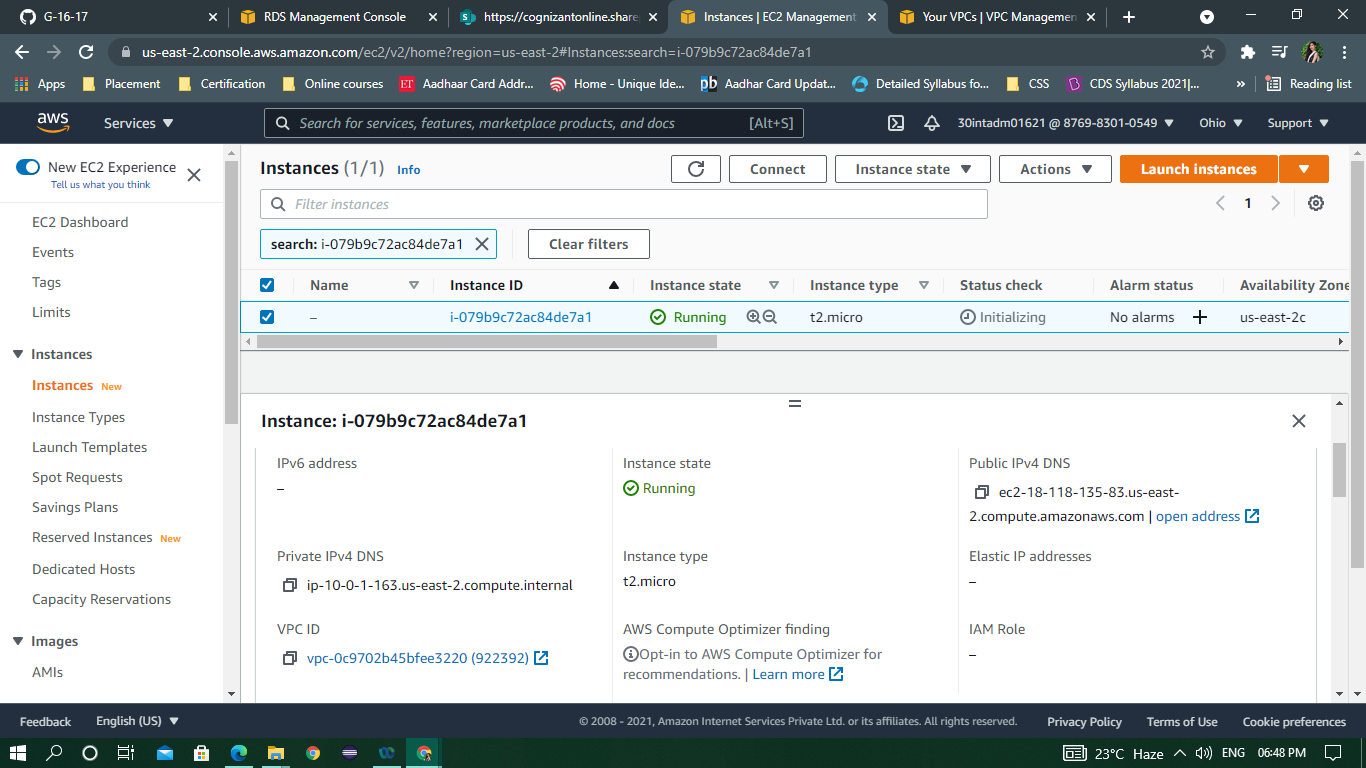 G-16-17
RDS Management Console
https://cognizantonline.share
Instances | EC2 Management
Your VPCs | VPC Managemen
us-east-2.console.aws.amazon.com/ec2/v2/home?region=us-east-2#Instances:search=i-079b9c72ac84de7a1
Apps
Placement
Certification
Online courses
ET Aadhaar Card Addr...
Home - Unique Ide...
pb Aadhar Card Updat...
Detailed Syllabus fo...
CSS
CDS Syllabus 2021|...
»
Reading list
aws
Services
Search for services, features, marketplace products, and docs [Alt+S]
30intadm01621 @ 8769-8301-0549
Ohio
Support
New EC2 Experience
Tell us what you think
EC2 Dashboard
Events
Tags
Limits
Instances
Instances New
Instance Types
Launch Templates
Spot Requests
Savings Plans
Reserved Instances New
Dedicated Hosts
Capacity Reservations
Images
AMIs
Instances (1/1) Info
Connect
Instance state
Actions
Launch instances
Filter instances
1
search: i-079b9c72ac84de7a1
Clear filters
Name Instance ID Instance state Instance type Status check Alarm status Availability Zone
– i-079b9c72ac84de7a1 Running t2.micro Initializing No alarms + us-east-2c
Instance: i-079b9c72ac84de7a1
IPv6 address
–
Instance state
Running
Public IPv4 DNS
ec2-18-118-135-83.us-east-
2.compute.amazonaws.com | open address
Private IPv4 DNS
ip-10-0-1-163.us-east-2.compute.internal
Instance type
t2.micro
Elastic IP addresses
–
VPC ID
vpc-0c9702b45bfee3220 (922392)
AWS Compute Optimizer finding
Opt-in to AWS Compute Optimizer for
recommendations. | Learn more
IAM Role
–
Feedback
English (US)
© 2008 - 2021, Amazon Internet Services Private Ltd. or its affiliates. All rights reserved.
Privacy Policy
Terms of Use
Cookie preferences
23°C Haze
ENG
06:48 PM